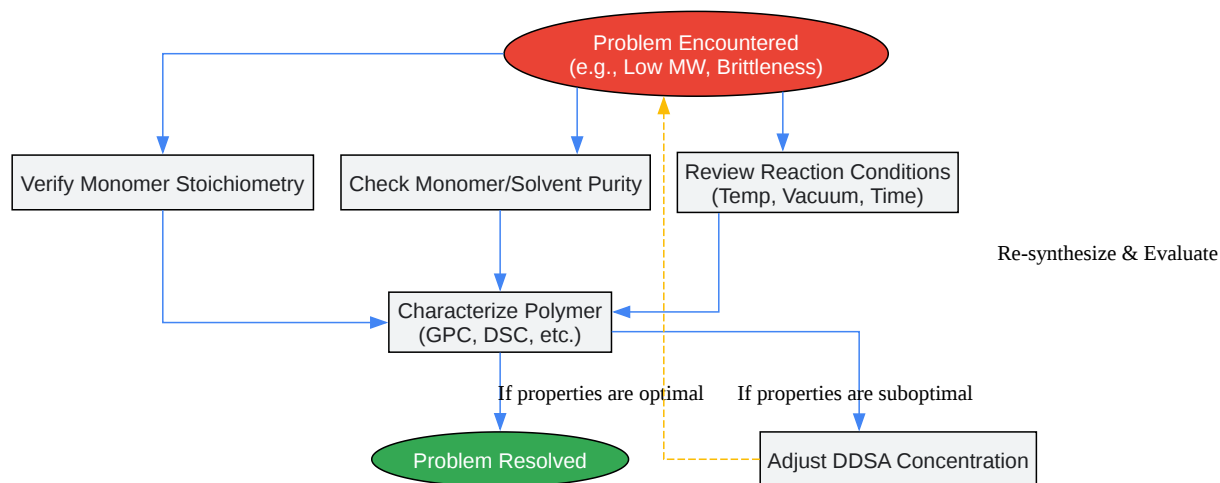 Problem Encountered
(e.g., Low MW, Brittleness)
Verify Monomer Stoichiometry
Check Monomer/Solvent Purity
Review Reaction Conditions
(Temp, Vacuum, Time)
Re-synthesize & Evaluate
Characterize Polymer
(GPC, DSC, etc.)
If properties are optimal
If properties are suboptimal
Problem Resolved
Adjust DDSA Concentration